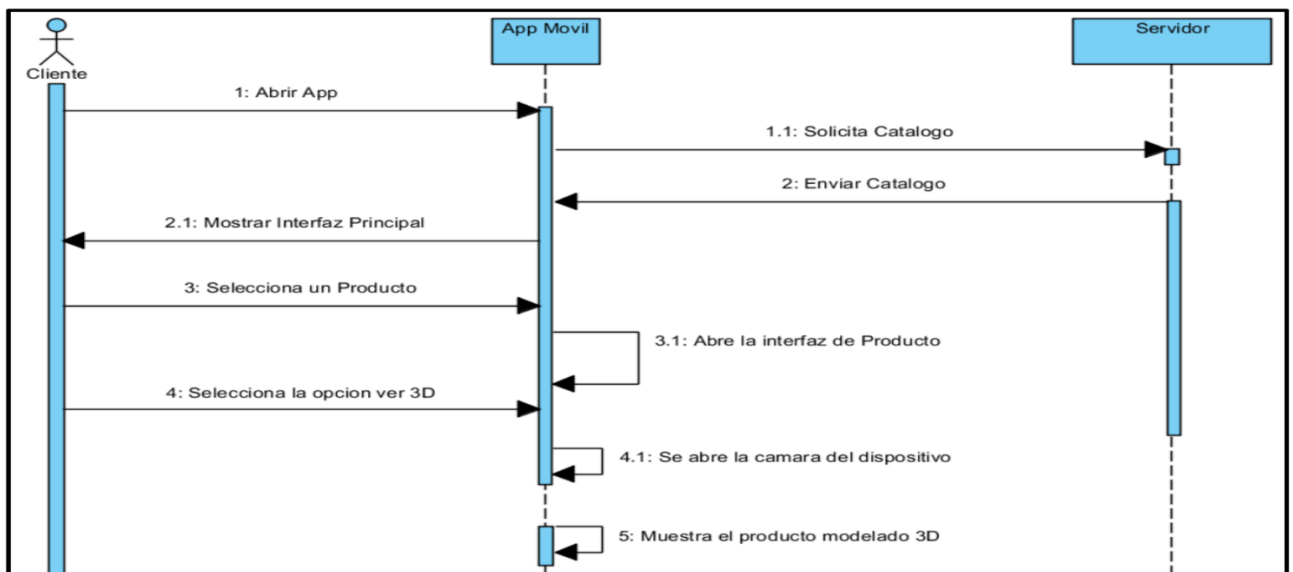 App Movil
Servidor
Cliente
1: Abrir App
1.1: Solicita Catalogo
2: Enviar Catalogo
2.1: Mostrar Interfaz Principal
3: Selecciona un Producto
3.1: Abre la interfaz de Producto
4: Selecciona la opcion ver 3D
4.1: Se abre la camara del dispositivo
5: Muestra el producto modelado 3D